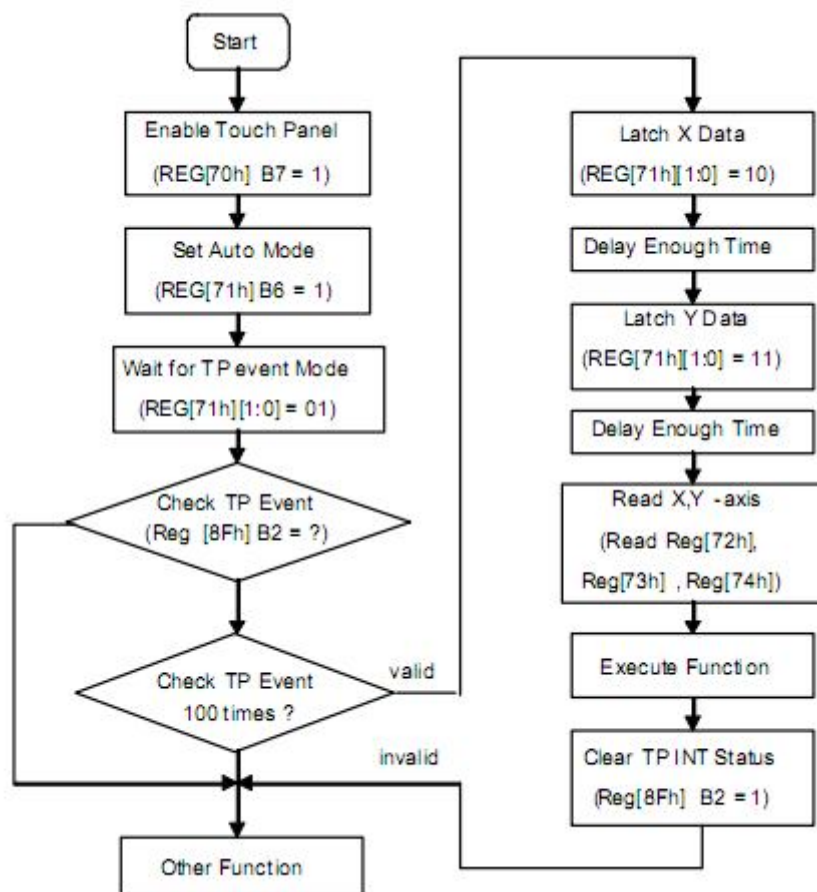 Start
Enable Touch Panel
(REG[70h] B7 = 1)
Set Auto Mode
(REG[71h] B6 = 1)
Wait for TP event Mode
(REG[71h][1:0] = 01)
Check TP Event
(Reg [8Fh] B2 = ?)
Check TP Event
100 times ?
valid
invalid
Other Function
Latch X Data
(REG[71h][1:0] = 10)
Delay Enough Time
Latch Y Data
(REG[71h][1:0] = 11)
Delay Enough Time
Read X,Y -axis
(Read Reg[72h],
Reg[73h] , Reg[74h])
Execute Function
Clear TP INT Status
(Reg[8Fh] B2 = 1)